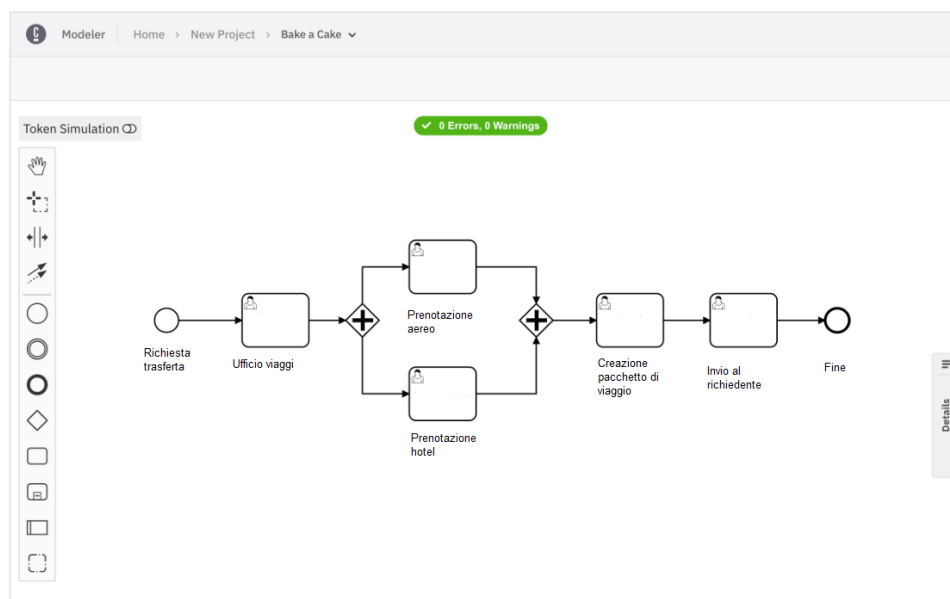 Modeler Home > New Project > Bake a Cake
Token Simulation
0 Errors, 0 Warnings
Richiesta
trasferta
Ufficio viaggi
Prenotazione
aereo
Prenotazione
hotel
Creazione
pacchetto di
viaggio
Invio al
richiedente
Fine
Details